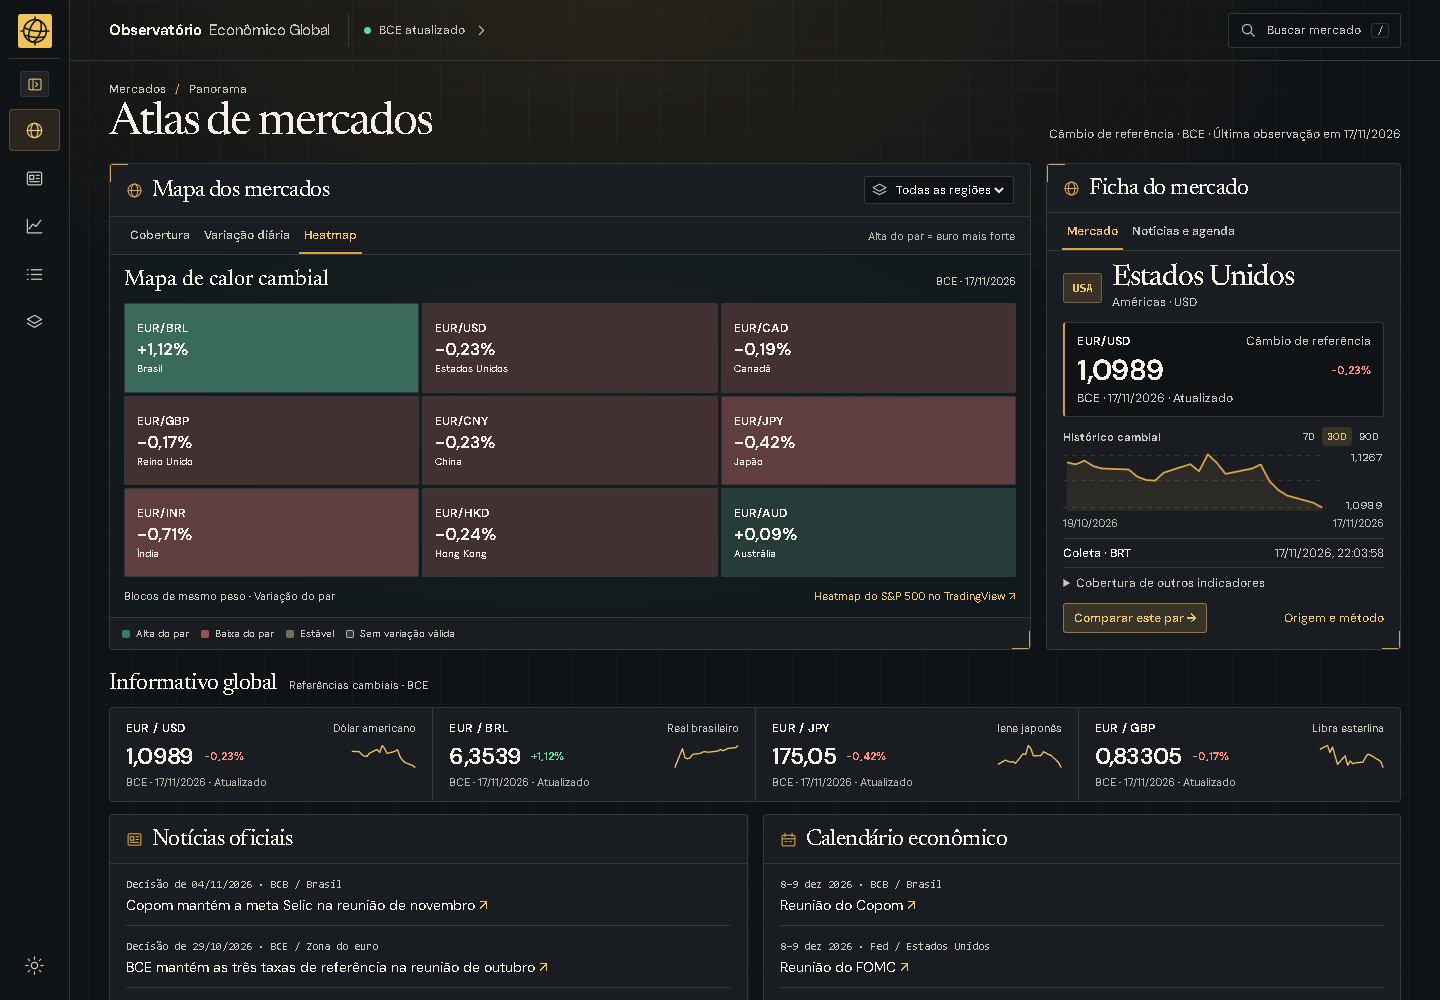 Observatório Econômico Global
BCE atualizado
Buscar mercado /
Mercados / Panorama
Atlas de mercados
Câmbio de referência · BCE · Última observação em 17/11/2026
Mapa dos mercados
Todas as regiões
Cobertura Variação diária Heatmap
Alta do par = euro mais forte
Mapa de calor cambial
BCE · 17/11/2026
EUR/BRL
+1,12%
Brasil
EUR/USD
−0,23%
Estados Unidos
EUR/CAD
−0,19%
Canadá
EUR/GBP
−0,17%
Reino Unido
EUR/CNY
−0,23%
China
EUR/JPY
−0,42%
Japão
EUR/INR
−0,71%
Índia
EUR/HKD
−0,24%
Hong Kong
EUR/AUD
+0,09%
Austrália
Blocos de mesmo peso · Variação do par
Heatmap do S&P 500 no TradingView ↗
Alta do par Baixa do par Estável Sem variação válida
Ficha do mercado
Mercado Notícias e agenda
USA
Estados Unidos
Américas · USD
EUR/USD Câmbio de referência
1,0989 −0,23%
BCE · 17/11/2026 · Atualizado
Histórico cambial 7D 30D 90D
1,1267
1,0989
19/10/2026 17/11/2026
Coleta · BRT 17/11/2026, 22:03:58
▶ Cobertura de outros indicadores
Comparar este par → Origem e método
Informativo global Referências cambiais · BCE
EUR / USD Dólar americano
1,0989 −0,23%
BCE · 17/11/2026 · Atualizado
EUR / BRL Real brasileiro
6,3539 +1,12%
BCE · 17/11/2026 · Atualizado
EUR / JPY Iene japonês
175,05 −0,42%
BCE · 17/11/2026 · Atualizado
EUR / GBP Libra esterlina
0,83305 −0,17%
BCE · 17/11/2026 · Atualizado
Notícias oficiais
Decisão de 04/11/2026 · BCB / Brasil
Copom mantém a meta Selic na reunião de novembro ↗
Decisão de 29/10/2026 · BCE / Zona do euro
BCE mantém as três taxas de referência na reunião de outubro ↗
Calendário econômico
8–9 dez 2026 · BCB / Brasil
Reunião do Copom ↗
8–9 dez 2026 · Fed / Estados Unidos
Reunião do FOMC ↗